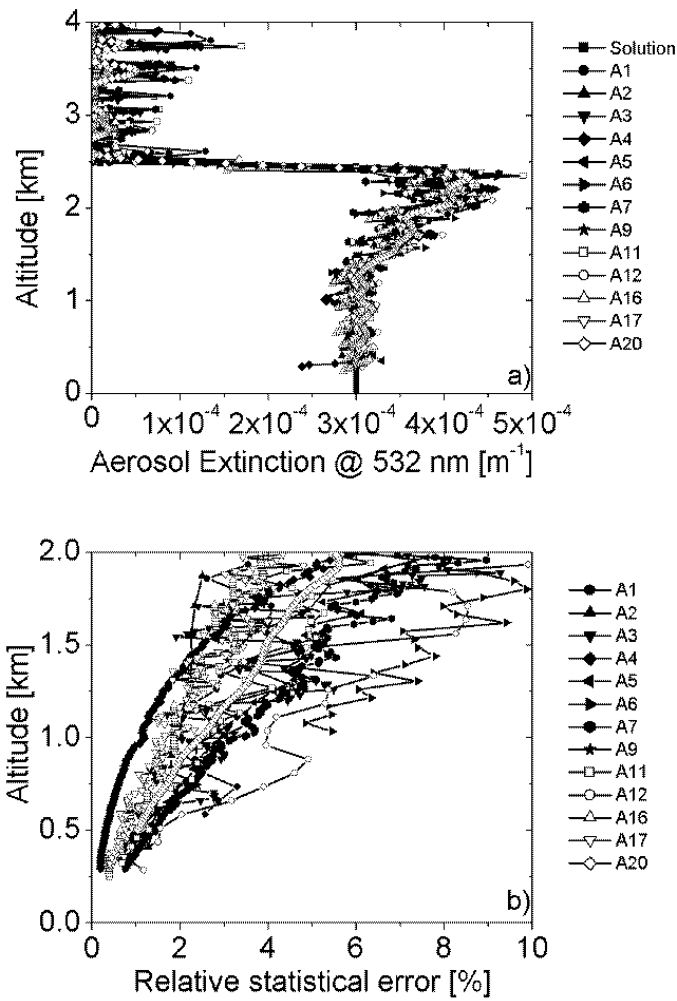 4
3
2
1
0
Altitude [km]
a)
0
1x10⁻⁴
2x10⁻⁴
3x10⁻⁴
4x10⁻⁴
5x10⁻⁴
Aerosol Extinction @ 532 nm [m⁻¹]
Solution
A1
A2
A3
A4
A5
A6
A7
A9
A11
A12
A16
A17
A20
2.0
1.5
1.0
0.5
0.0
Altitude [km]
b)
0
2
4
6
8
10
Relative statistical error [%]
A1
A2
A3
A4
A5
A6
A7
A9
A11
A12
A16
A17
A20